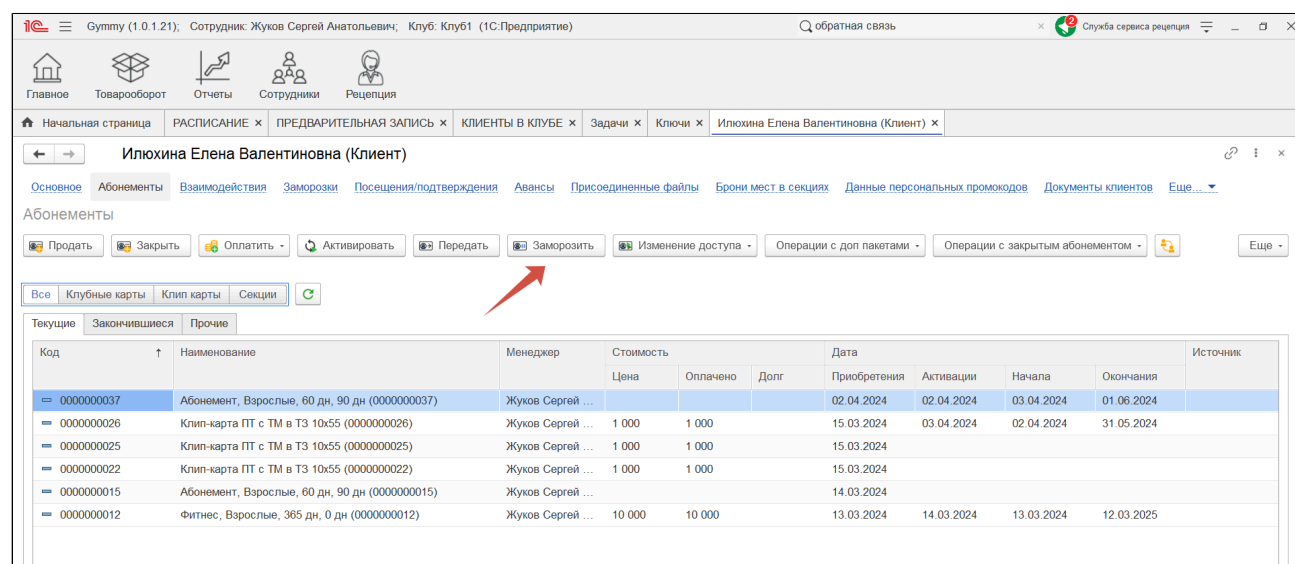 1С Gymmy (1.0.1.21); Сотрудник: Жуков Сергей Анатольевич; Клуб: Клуб1 (1С:Предприятие) обратная связь × 2 Служба сервиса рецепция
Главное Товарооборот Отчеты Сотрудники Рецепция
Начальная страница РАСПИСАНИЕ × ПРЕДВАРИТЕЛЬНАЯ ЗАПИСЬ × КЛИЕНТЫ В КЛУБЕ × Задачи × Ключи × Илюхина Елена Валентиновна (Клиент) ×
Илюхина Елена Валентиновна (Клиент)
Основное Абонементы Взаимодействия Заморозки Посещения/подтверждения Авансы Присоединенные файлы Брони мест в секциях Данные персональных промокодов Документы клиентов Еще...
Абонементы
Продать Закрыть Оплатить Активировать Передать Заморозить Изменение доступа Операции с доп пакетами Операции с закрытым абонементом Еще
Все Клубные карты Клип карты Секции
Текущие Закончившиеся Прочие
Код ↑ Наименование Менеджер Стоимость Дата Источник
Цена Оплачено Долг Приобретения Активации Начала Окончания
0000000037 Абонемент, Взрослые, 60 дн, 90 дн (0000000037) Жуков Сергей ... 02.04.2024 02.04.2024 03.04.2024 01.06.2024
0000000026 Клип-карта ПТ с ТМ в ТЗ 10х55 (0000000026) Жуков Сергей ... 1 000 1 000 15.03.2024 03.04.2024 02.04.2024 31.05.2024
0000000025 Клип-карта ПТ с ТМ в ТЗ 10х55 (0000000025) Жуков Сергей ... 1 000 1 000 15.03.2024
0000000022 Клип-карта ПТ с ТМ в ТЗ 10х55 (0000000022) Жуков Сергей ... 1 000 1 000 15.03.2024
0000000015 Абонемент, Взрослые, 60 дн, 90 дн (0000000015) Жуков Сергей ... 14.03.2024
0000000012 Фитнес, Взрослые, 365 дн, 0 дн (0000000012) Жуков Сергей ... 10 000 10 000 13.03.2024 14.03.2024 13.03.2024 12.03.2025